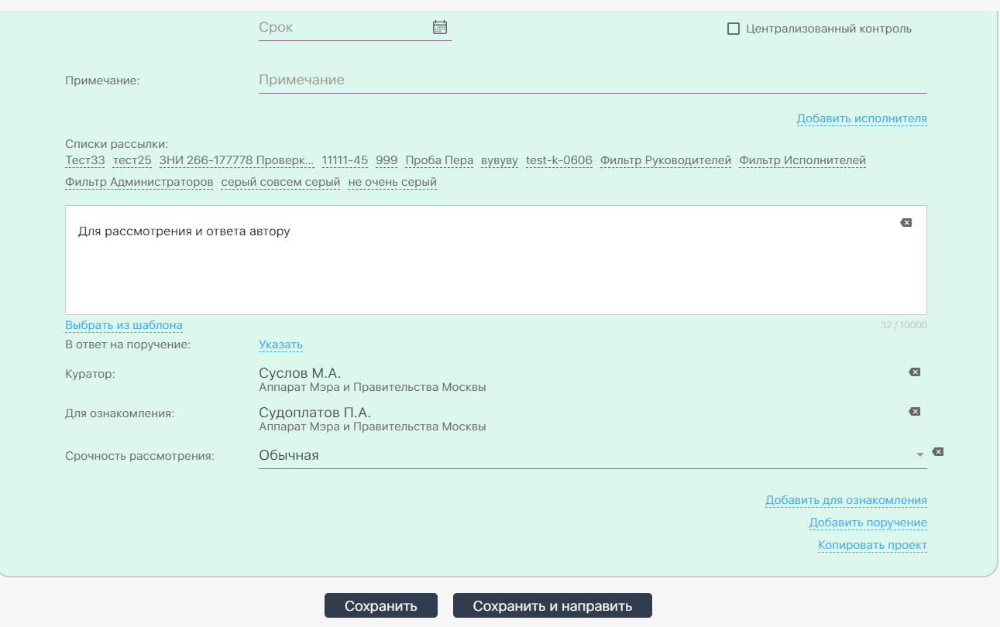 Срок
Централизованный контроль
Примечание: Примечание
Добавить исполнителя
Списки рассылки:
Тест33 тест25 ЗНИ 266-177778 Проверк... 11111-45 999 Проба Пера вувуву test-k-0606 Фильтр Руководителей Фильтр Исполнителей
Фильтр Администраторов серый совсем серый не очень серый
Для рассмотрения и ответа автору
Выбрать из шаблона 32 / 10000
В ответ на поручение: Указать
Куратор: Суслов М.А.
Аппарат Мэра и Правительства Москвы
Для ознакомления: Судоплатов П.А.
Аппарат Мэра и Правительства Москвы
Срочность рассмотрения: Обычная
Добавить для ознакомления
Добавить поручение
Копировать проект
Сохранить Сохранить и направить